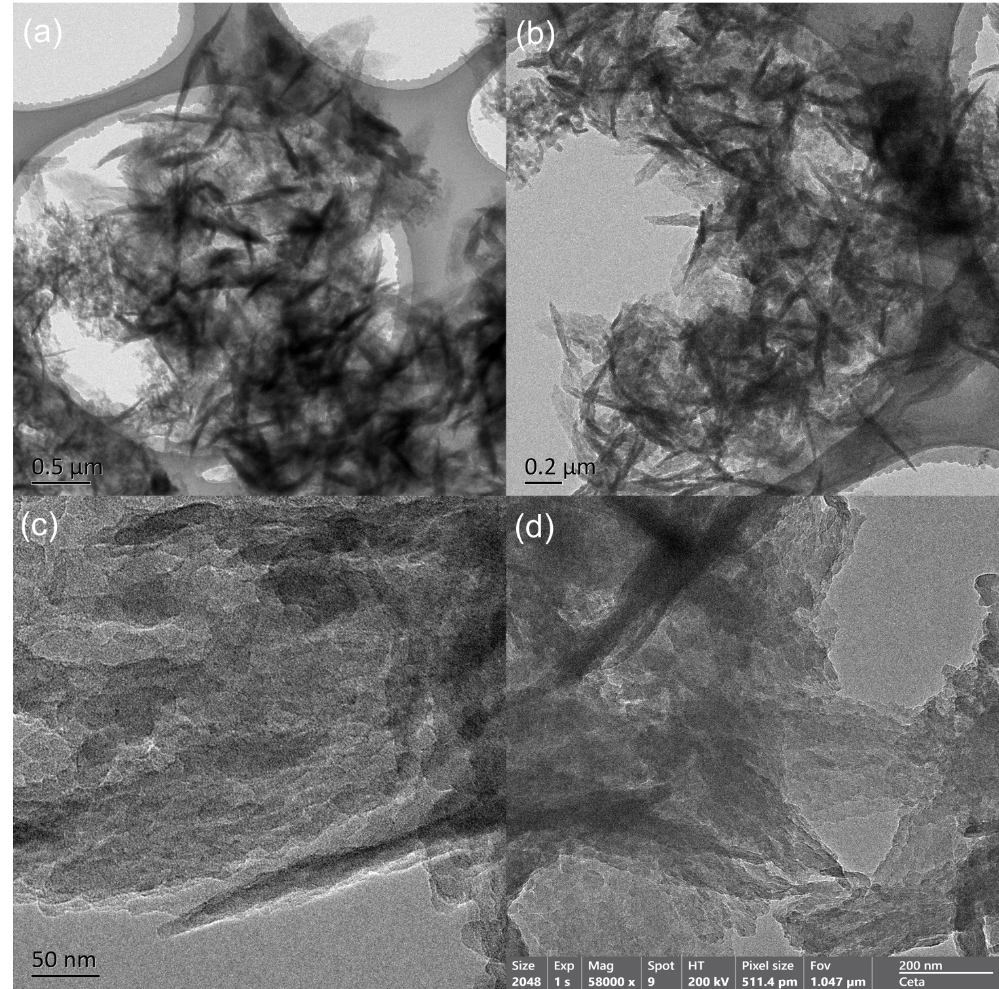 (a)
(b)
0.5 µm
0.2 µm
(c)
(d)
50 nm
Size Exp Mag Spot HT Pixel size Fov 200 nm
2048 1 s 58000 x 9 200 kV 511.4 pm 1.047 µm Ceta